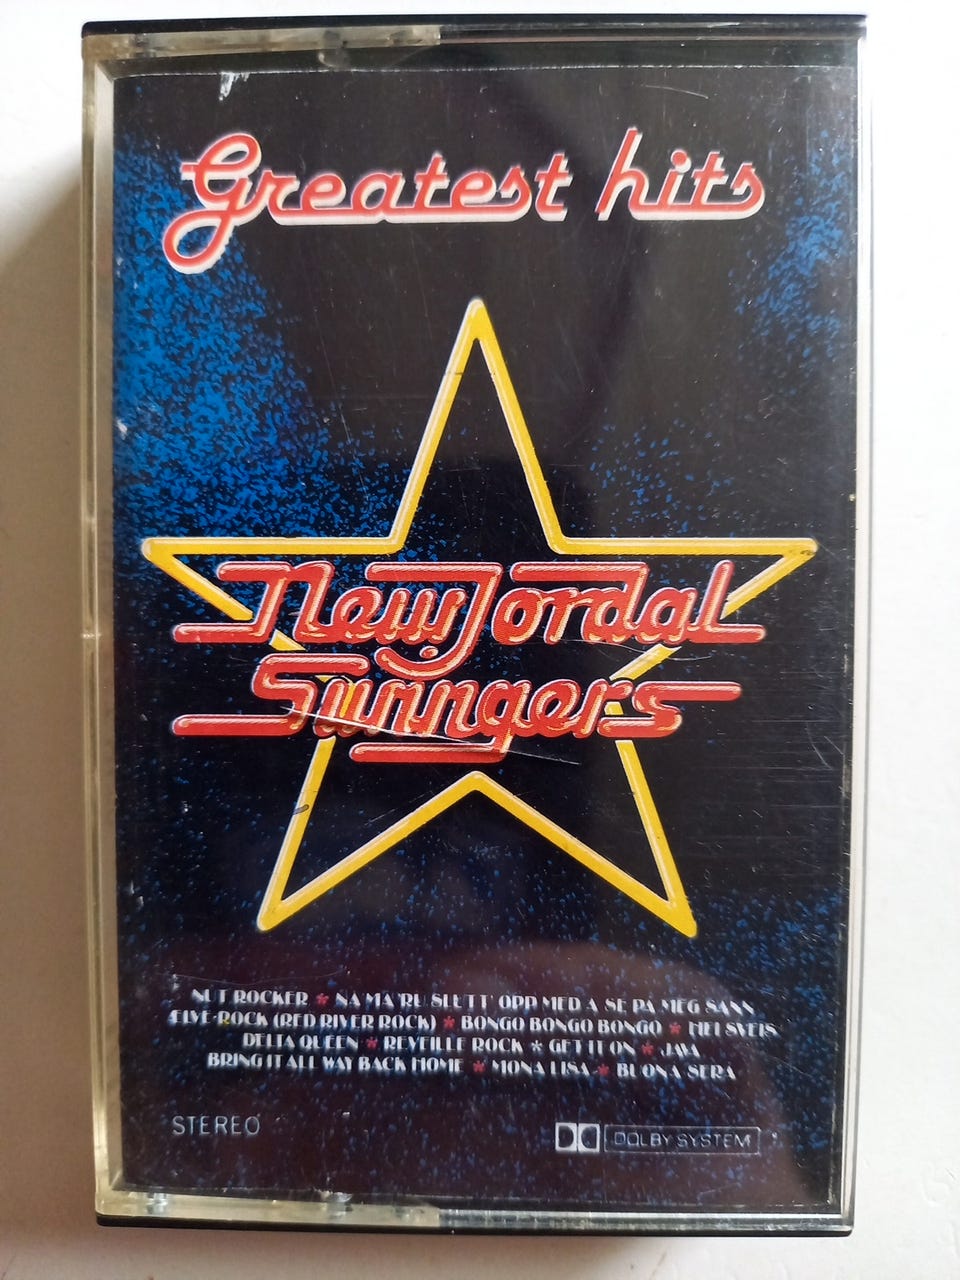 Greatest hits
New Jordal
Swingers
NUT ROCKER * NA MA 'RU SLUTT' OPP MED A SE PA MEG SANN
ELVE-ROCK (RED RIVER ROCK) * BONGO BONGO BONGO * HEI SVEIS
DELTA QUEEN * REVEILLE ROCK * GET IT ON * JAVA
BRING IT ALL WAY BACK HOME * MONA LISA * BUONA SERA
STEREO
DOLBY SYSTEM